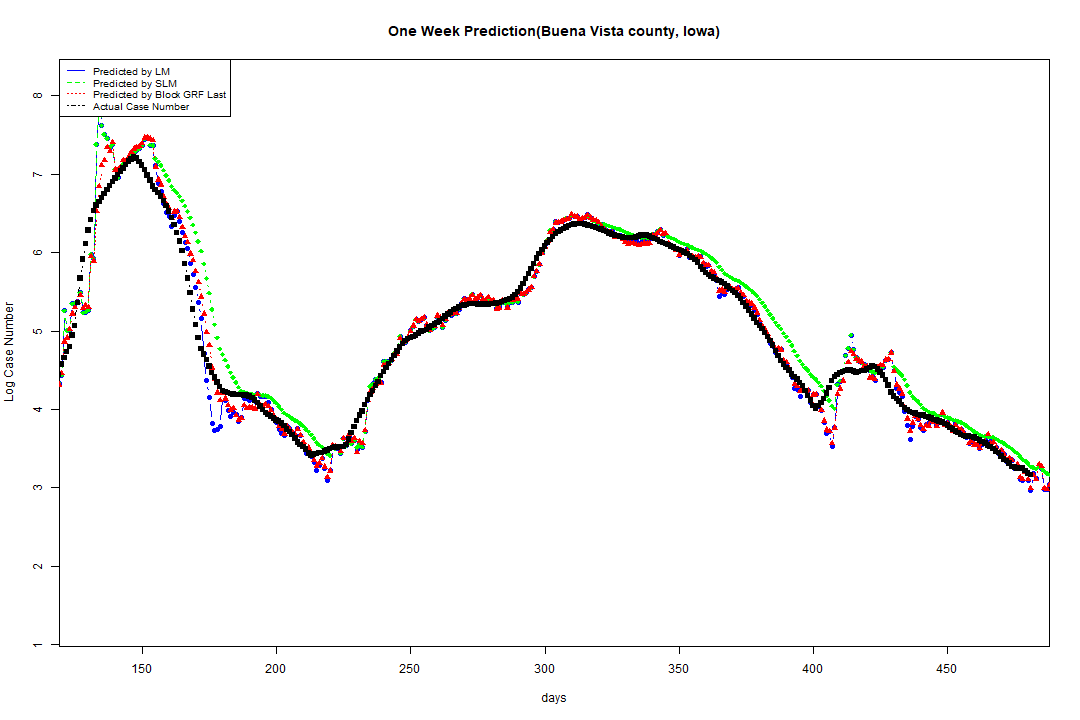 One Week Prediction(Buena Vista county, Iowa)
Predicted by LM
Predicted by SLM
Predicted by Block GRF Last
Actual Case Number
8
7
6
5
4
3
2
1
Log Case Number
150 200 250 300 350 400 450
days